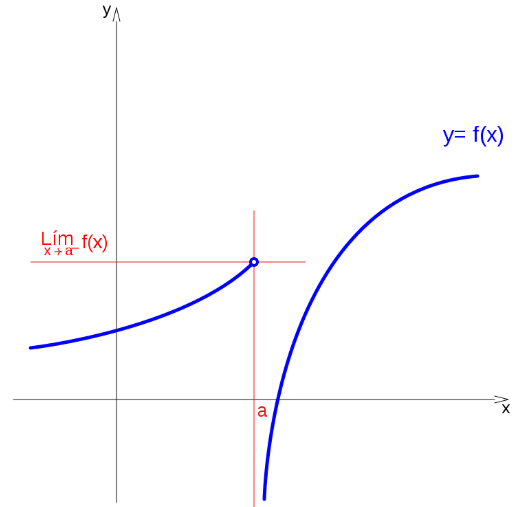 y
y= f(x)
Lím f(x)
x→a–
a
x